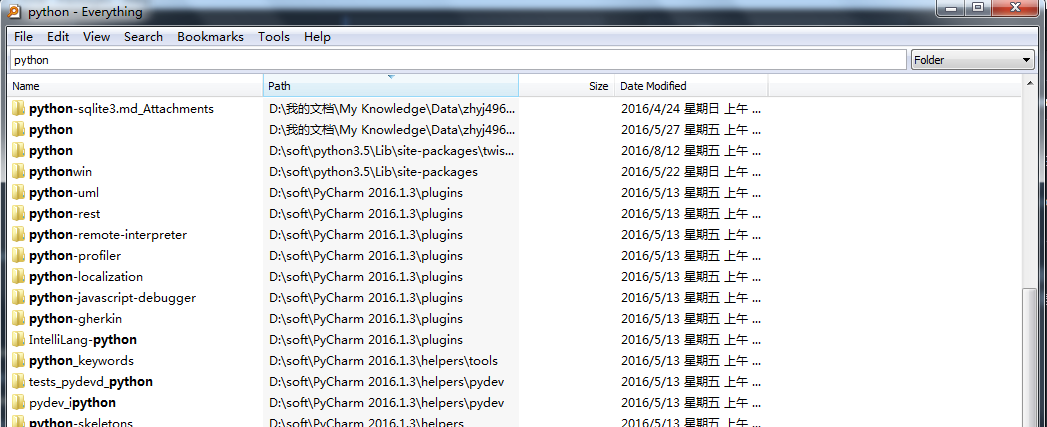 python - Everything
File Edit View Search Bookmarks Tools Help
python Folder
Name Path Size Date Modified
python-sqlite3.md_Attachments D:\我的文档\My Knowledge\Data\zhyj496... 2016/4/24 星期日 上午 ...
python D:\我的文档\My Knowledge\Data\zhyj496... 2016/5/27 星期五 上午 ...
python D:\soft\python3.5\Lib\site-packages\twis... 2016/8/12 星期五 上午 ...
pythonwin D:\soft\python3.5\Lib\site-packages 2016/5/22 星期日 上午 ...
python-uml D:\soft\PyCharm 2016.1.3\plugins 2016/5/13 星期五 上午 ...
python-rest D:\soft\PyCharm 2016.1.3\plugins 2016/5/13 星期五 上午 ...
python-remote-interpreter D:\soft\PyCharm 2016.1.3\plugins 2016/5/13 星期五 上午 ...
python-profiler D:\soft\PyCharm 2016.1.3\plugins 2016/5/13 星期五 上午 ...
python-localization D:\soft\PyCharm 2016.1.3\plugins 2016/5/13 星期五 上午 ...
python-javascript-debugger D:\soft\PyCharm 2016.1.3\plugins 2016/5/13 星期五 上午 ...
python-gherkin D:\soft\PyCharm 2016.1.3\plugins 2016/5/13 星期五 上午 ...
IntelliLang-python D:\soft\PyCharm 2016.1.3\plugins 2016/5/13 星期五 上午 ...
python_keywords D:\soft\PyCharm 2016.1.3\helpers\tools 2016/5/13 星期五 上午 ...
tests_pydevd_python D:\soft\PyCharm 2016.1.3\helpers\pydev 2016/5/13 星期五 上午 ...
pydev_ipython D:\soft\PyCharm 2016.1.3\helpers\pydev 2016/5/13 星期五 上午 ...
python-skeletons D:\soft\PyCharm 2016.1.3\helpers 2016/5/13 星期五 上午 ...